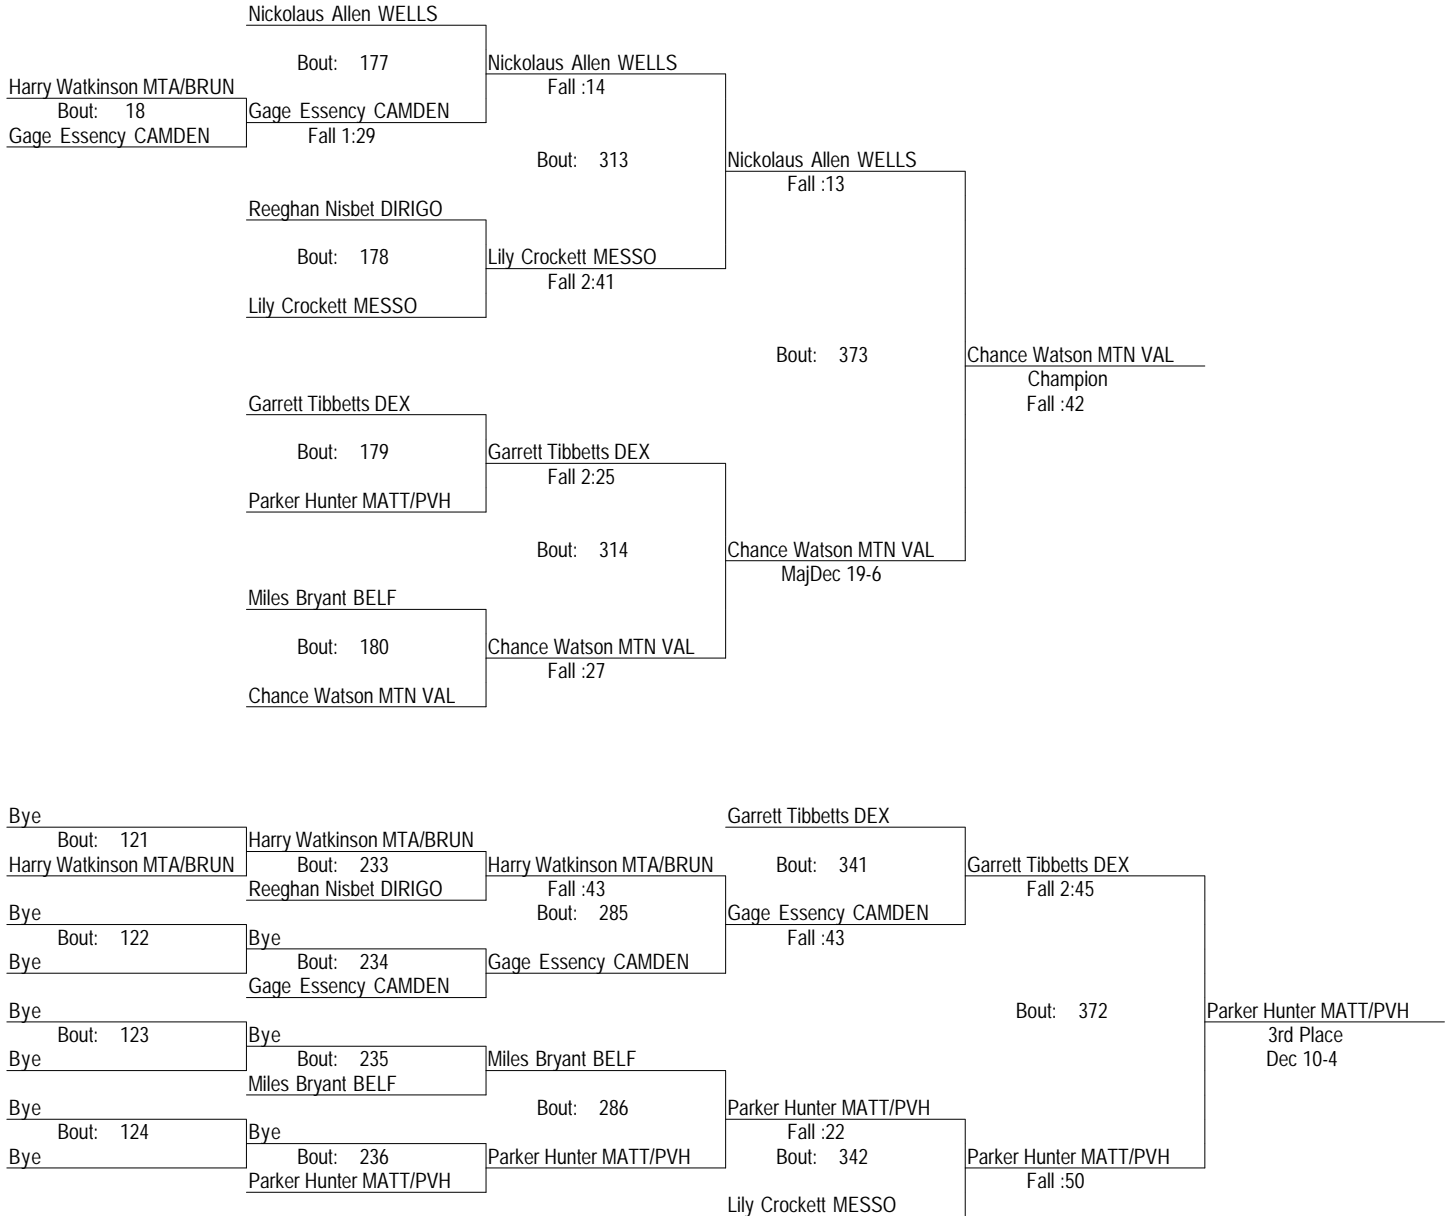 Nickolaus Allen WELLS
Bout: 177
Nickolaus Allen WELLS
Harry Watkinson MTA/BRUN
Fall :14
Bout: 18
Gage Essency CAMDEN
Gage Essency CAMDEN
Fall 1:29
Bout: 313
Nickolaus Allen WELLS
Fall :13
Reeghan Nisbet DIRIGO
Bout: 178
Lily Crockett MESSO
Fall 2:41
Lily Crockett MESSO
Bout: 373
Chance Watson MTN VAL
Champion
Fall :42
Garrett Tibbetts DEX
Bout: 179
Garrett Tibbetts DEX
Fall 2:25
Parker Hunter MATT/PVH
Bout: 314
Chance Watson MTN VAL
MajDec 19-6
Miles Bryant BELF
Bout: 180
Chance Watson MTN VAL
Fall :27
Chance Watson MTN VAL
Bye
Garrett Tibbetts DEX
Bout: 121
Harry Watkinson MTA/BRUN
Harry Watkinson MTA/BRUN
Bout: 233
Harry Watkinson MTA/BRUN
Bout: 341
Garrett Tibbetts DEX
Reeghan Nisbet DIRIGO
Fall :43
Fall 2:45
Bye
Bout: 285
Gage Essency CAMDEN
Bout: 122
Bye
Fall :43
Bye
Bout: 234
Gage Essency CAMDEN
Gage Essency CAMDEN
Bye
Bout: 372
Parker Hunter MATT/PVH
Bout: 123
Bye
3rd Place
Bye
Bout: 235
Miles Bryant BELF
Dec 10-4
Miles Bryant BELF
Bye
Bout: 286
Parker Hunter MATT/PVH
Bout: 124
Bye
Fall :22
Bye
Bout: 236
Parker Hunter MATT/PVH
Bout: 342
Parker Hunter MATT/PVH
Parker Hunter MATT/PVH
Fall :50
Lily Crockett MESSO